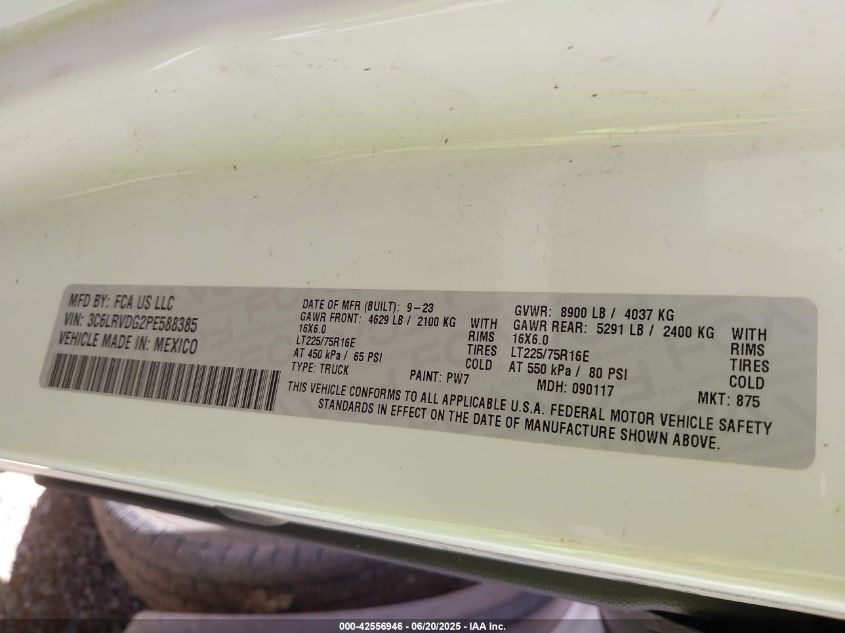 MFD BY: FCA US LLC
VIN: 3C6LRVDG2PE588385
VEHICLE MADE IN: MEXICO
DATE OF MFR (BUILT): 9-23
GAWR FRONT: 4629 LB / 2100 KG WITH
16X6.0 RIMS
LT225/75R16E TIRES
AT 450 kPa / 65 PSI COLD
TYPE: TRUCK PAINT: PW7
GVWR: 8900 LB / 4037 KG
GAWR REAR: 5291 LB / 2400 KG WITH
16X6.0 RIMS
LT225/75R16E TIRES
AT 550 kPa / 80 PSI COLD
MDH: 090117 MKT: 875
THIS VEHICLE CONFORMS TO ALL APPLICABLE U.S.A. FEDERAL MOTOR VEHICLE SAFETY
STANDARDS IN EFFECT ON THE DATE OF MANUFACTURE SHOWN ABOVE.
000-42556946 - 06/20/2025 - IAA Inc.